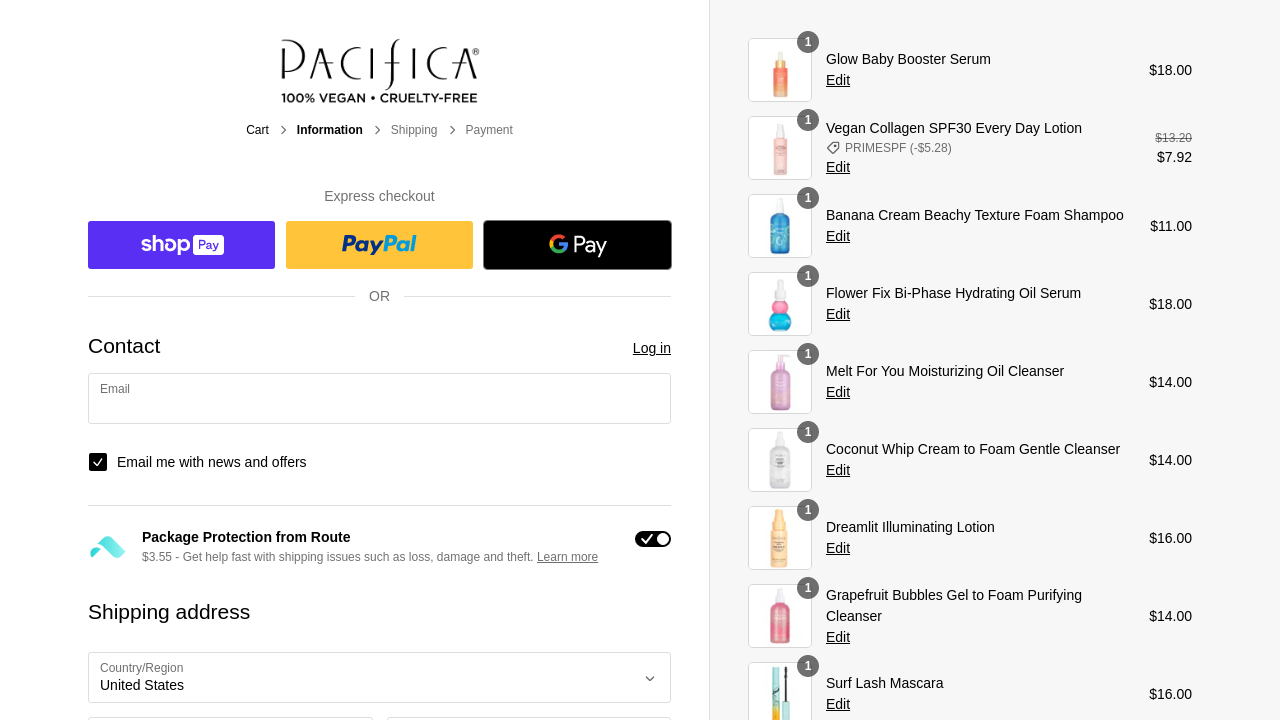 PACIFICA®
100% VEGAN • CRUELTY-FREE
Cart > Information > Shipping > Payment
Express checkout
shop Pay
PayPal
G Pay
OR
Contact
Log in
Email
Email me with news and offers
Package Protection from Route
$3.55 - Get help fast with shipping issues such as loss, damage and theft. Learn more
Shipping address
Country/Region
United States
1
Glow Baby Booster Serum
Edit
$18.00
1
Vegan Collagen SPF30 Every Day Lotion
PRIMESPF (-$5.28)
Edit
$13.20
$7.92
1
Banana Cream Beachy Texture Foam Shampoo
Edit
$11.00
1
Flower Fix Bi-Phase Hydrating Oil Serum
Edit
$18.00
1
Melt For You Moisturizing Oil Cleanser
Edit
$14.00
1
Coconut Whip Cream to Foam Gentle Cleanser
Edit
$14.00
1
Dreamlit Illuminating Lotion
Edit
$16.00
1
Grapefruit Bubbles Gel to Foam Purifying
Cleanser
Edit
$14.00
1
Surf Lash Mascara
Edit
$16.00